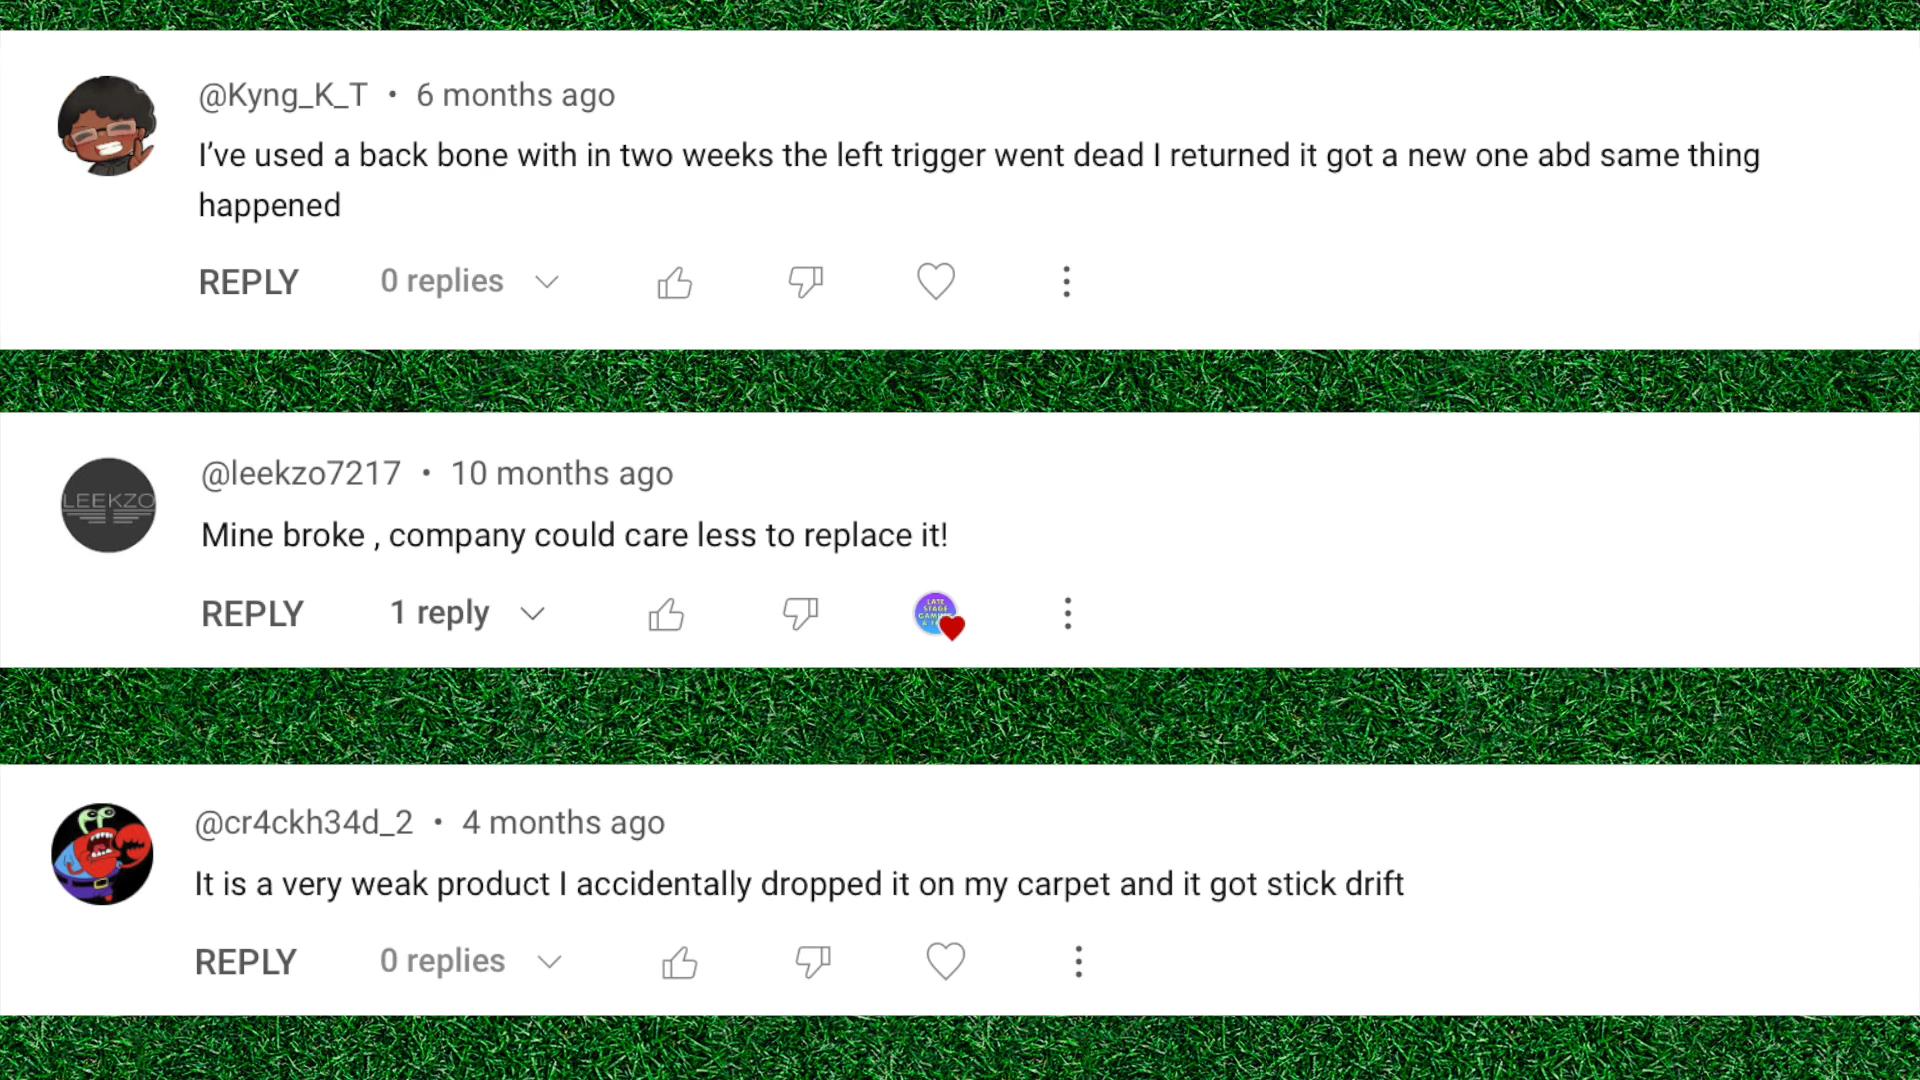 @Kyng_K_T • 6 months ago
I’ve used a back bone with in two weeks the left trigger went dead I returned it got a new one abd same thing
happened
REPLY 0 replies
LEEKZO
@leekzo7217 • 10 months ago
Mine broke , company could care less to replace it!
REPLY 1 reply
LATE
STAGE
@cr4ckh34d_2 • 4 months ago
It is a very weak product I accidentally dropped it on my carpet and it got stick drift
REPLY 0 replies